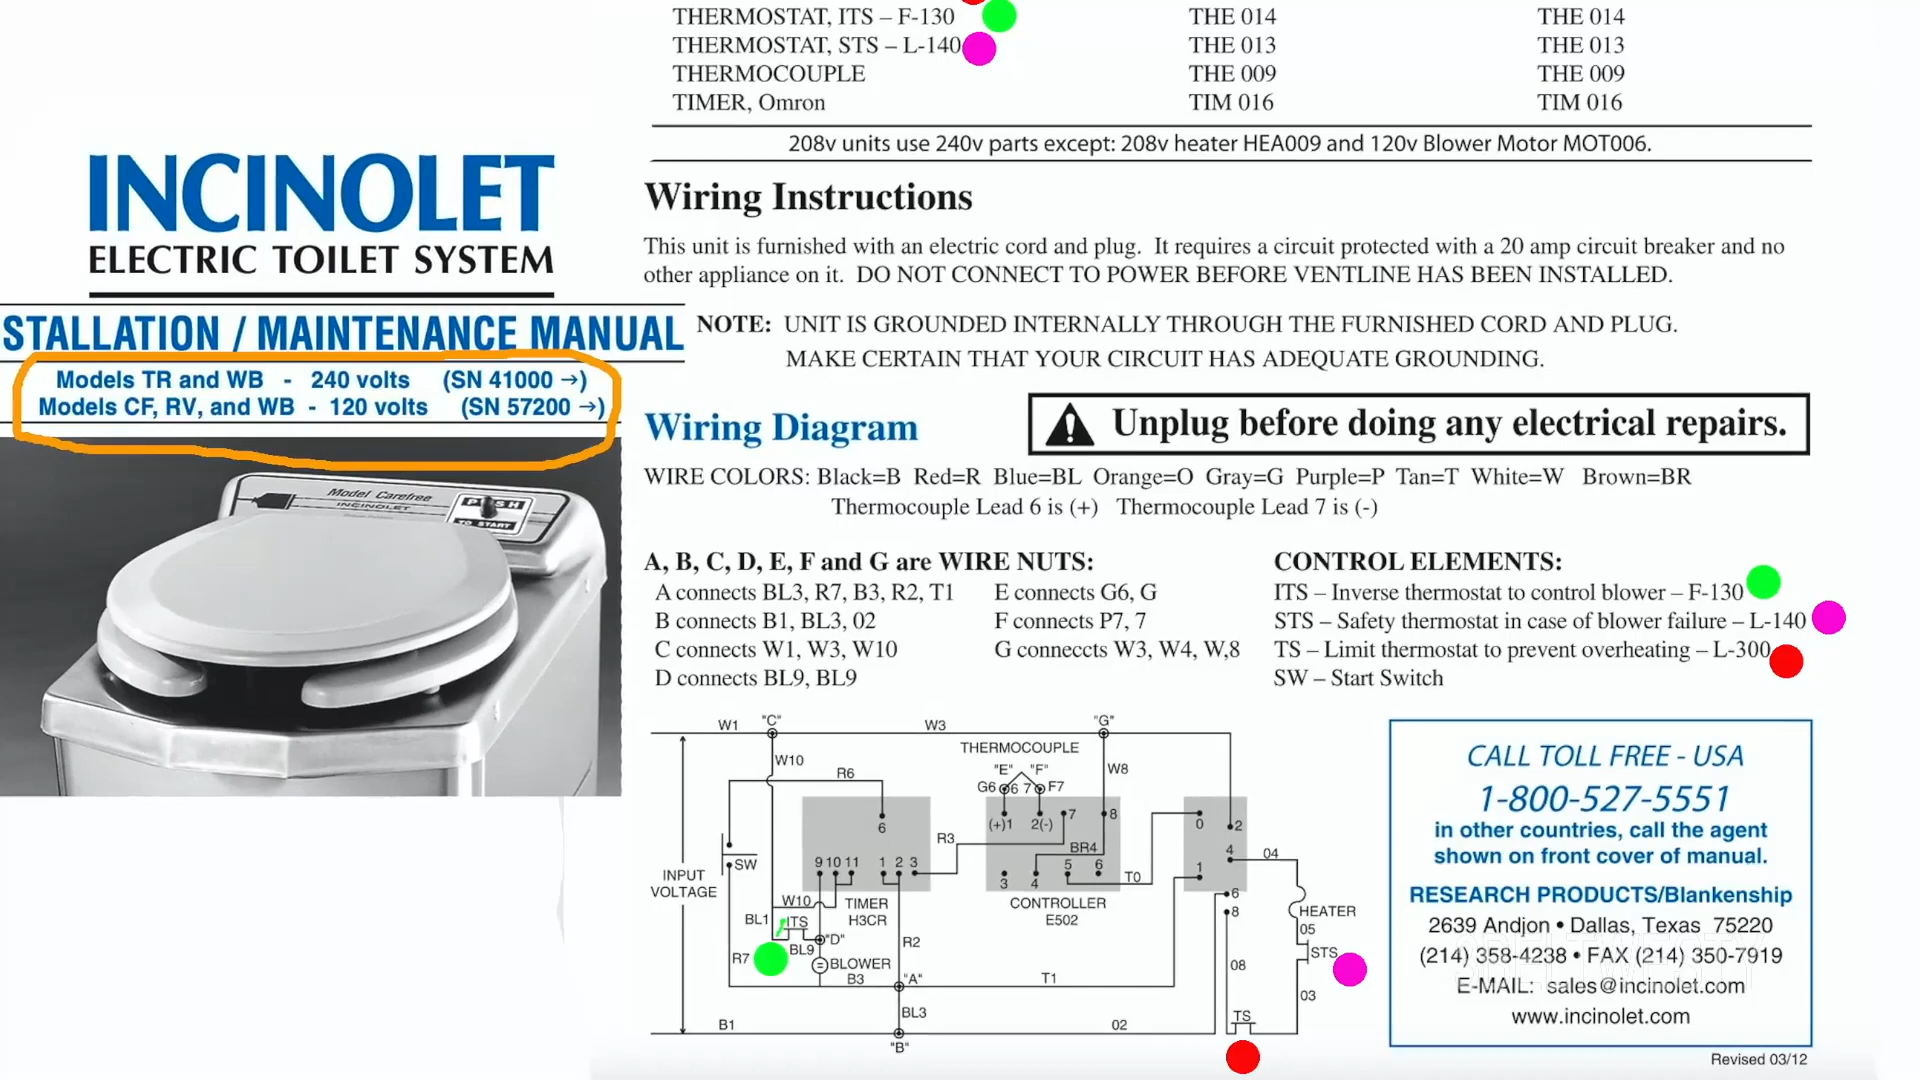 THERMOSTAT, ITS – F-130 THE 014 THE 014
THERMOSTAT, STS – L-140 THE 013 THE 013
THERMOCOUPLE THE 009 THE 009
TIMER, Omron TIM 016 TIM 016
208v units use 240v parts except: 208v heater HEA009 and 120v Blower Motor MOT006.
INCINOLET
ELECTRIC TOILET SYSTEM
STALLATION / MAINTENANCE MANUAL
Models TR and WB - 240 volts (SN 41000 →)
Models CF, RV, and WB - 120 volts (SN 57200 →)
Model Carefree
INCINOLET
PUSH
TO START
Wiring Instructions
This unit is furnished with an electric cord and plug. It requires a circuit protected with a 20 amp circuit breaker and no
other appliance on it. DO NOT CONNECT TO POWER BEFORE VENTLINE HAS BEEN INSTALLED.
NOTE: UNIT IS GROUNDED INTERNALLY THROUGH THE FURNISHED CORD AND PLUG.
MAKE CERTAIN THAT YOUR CIRCUIT HAS ADEQUATE GROUNDING.
Wiring Diagram
Unplug before doing any electrical repairs.
WIRE COLORS: Black=B Red=R Blue=BL Orange=O Gray=G Purple=P Tan=T White=W Brown=BR
Thermocouple Lead 6 is (+) Thermocouple Lead 7 is (-)
A, B, C, D, E, F and G are WIRE NUTS:
A connects BL3, R7, B3, R2, T1
B connects B1, BL3, 02
C connects W1, W3, W10
D connects BL9, BL9
E connects G6, G
F connects P7, 7
G conneccts W3, W4, W,8
CONTROL ELEMENTS:
ITS – Inverse thermostat to control blower – F-130
STS – Safety thermostat in case of blower failure – L-140
TS – Limit thermostat to prevent overheating – L-300
SW – Start Switch
W1 "C" W3 "G"
THERMOCOUPLE
W10 "E" "F" W8
R6 G6 6 7 F7
6 (+)1 2(-) 7 8 0 2
R3 BR4 4 04
SW 9 10 11 1 2 3 5 6 1
INPUT
VOLTAGE
3 4 T0 6
W10 TIMER
H3CR
CONTROLLER
E502
8 HEATER
BL1 ITS 05
"D" R2 STS
R7 BL9 BLOWER 08
B3 "A" T1 03
BL3 TS
B1 02
"B"
CALL TOLL FREE - USA
1-800-527-5551
in other countries, call the agent
shown on front cover of manual.
RESEARCH PRODUCTS/Blankenship
2639 Andjon • Dallas, Texas 75220
(214) 358-4238 • FAX (214) 350-7919
E-MAIL: sales@incinolet.com
www.incinolet.com
Revised 03/12